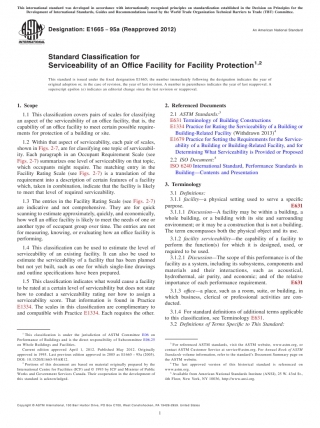 This international standard was developed in accordance with internationally recognized principles on standardization established in the Decision on Principles for the
Development of International Standards, Guides and Recommendations issued by the World Trade Organization Technical Barriers to Trade (TBT) Committee.
Designation: E1665 − 95a (Reapproved 2012)
An American National Standard
Standard Classification for
Serviceability of an Office Facility for Facility Protection1,2
This standard is issued under the fixed designation E1665; the number immediately following the designation indicates the year of
original adoption or, in the case of revision, the year of last revision. A number in parentheses indicates the year of last reapproval. A
superscript epsilon (ε) indicates an editorial change since the last revision or reapproval.
1. Scope
1.1 This classification covers pairs of scales for classifying
an aspect of the serviceability of an office facility, that is, the
capability of an office facility to meet certain possible require-
ments for protection of a building or site.
1.2 Within that aspect of serviceability, each pair of scales,
shown in Figs. 2-7, are for classifying one topic of serviceabil-
ity. Each paragraph in an Occupant Requirement Scale (see
Figs. 2-7) summarizes one level of serviceability on that topic,
which occupants might require. The matching entry in the
Facility Rating Scale (see Figs. 2-7) is a translation of the
requirement into a description of certain features of a facility
which, taken in combination, indicate that the facility is likely
to meet that level of required serviceability.
1.3 The entries in the Facility Rating Scale (see Figs. 2-7)
are indicative and not comprehensive. They are for quick
scanning to estimate approximately, quickly, and economically,
how well an office facility is likely to meet the needs of one or
another type of occupant group over time. The entries are not
for measuring, knowing, or evaluating how an office facility is
performing.
1.4 This classification can be used to estimate the level of
serviceability of an existing facility. It can also be used to
estimate the serviceability of a facility that has been planned
but not yet built, such as one for which single-line drawings
and outline specifications have been prepared.
1.5 This classification indicates what would cause a facility
to be rated at a certain level of serviceability but does not state
how to conduct a serviceability rating nor how to assign a
serviceability score. That information is found in Practice
E1334. The scales in this classification are complimentary to
and compatible with Practice E1334. Each requires the other.
1 This classification is under the jurisdiction of ASTM Committee E06 on
Performance of Buildings and is the direct responsibility of Subcommittee E06.25
on Whole Buildings and Facilities.
Current edition approved April 1, 2012. Published May 2012. Originally
approved in 1995. Last previous edition approved in 2005 as E1665 – 95a (2005).
DOI: 10.1520/E1665-95AR12.
2 Portions of this document are based on material originally prepared by the
International Centre for Facilities (ICF) and © 1993 by ICF and Minister of Public
Works and Government Services Canada. Their cooperation in the development of
this standard is acknowledged.
2. Referenced Documents
2.1 ASTM Standards:3
E631 Terminology of Building Constructions
E1334 Practice for Rating the Serviceability of a Building or
Building-Related Facility (Withdrawn 2013)4
E1679 Practice for Setting the Requirements for the Service-
ability of a Building or Building-Related Facility, and for
Determining What Serviceability is Provided or Proposed
2.2 ISO Document:5
ISO 6240 International Standard, Performance Standards in
Building—Contents and Presentation
3. Terminology
3.1 Definitions:
3.1.1 facility—a physical setting used to serve a specific
purpose. E631
3.1.1.1 Discussion—A facility may be within a building, a
whole building, or a building with its site and surrounding
environment; or it may be a construction that is not a building.
The term encompasses both the physical object and its use.
3.1.2 facility serviceability—the capability of a facility to
perform the function(s) for which it is designed, used, or
required to be used.
3.1.2.1 Discussion—The scope of this performance is of the
facility as a system, including its subsystems, components and
materials and their interactions, such as acoustical,
hydrothermal, air purity, and economic; and of the relative
importance of each performance requirement. E631
3.1.3 office—a place, such as a room, suite, or building, in
which business, clerical or professional activities are con-
ducted.
3.1.4 For standard definitions of additional terms applicable
to this classification, see Terminology E631.
3.2 Definitions of Terms Specific to This Standard:
3 For referenced ASTM standards, visit the ASTM website, www.astm.org, or
contact ASTM Customer Service at service@astm.org. For Annual Book of ASTM
Standards volume information, refer to the standard's Document Summary page on
the ASTM website.
4 The last approved version of this historical standard is referenced on
www.astm.org.
5 Available from American National Standards Institute (ANSI), 25 W. 43rd St.,
4th Floor, New York, NY 10036, http://www.ansi.org.
Copyright © ASTM International, 100 Barr Harbor Drive, PO Box C700, West Conshohocken, PA 19428-2959. United States
1